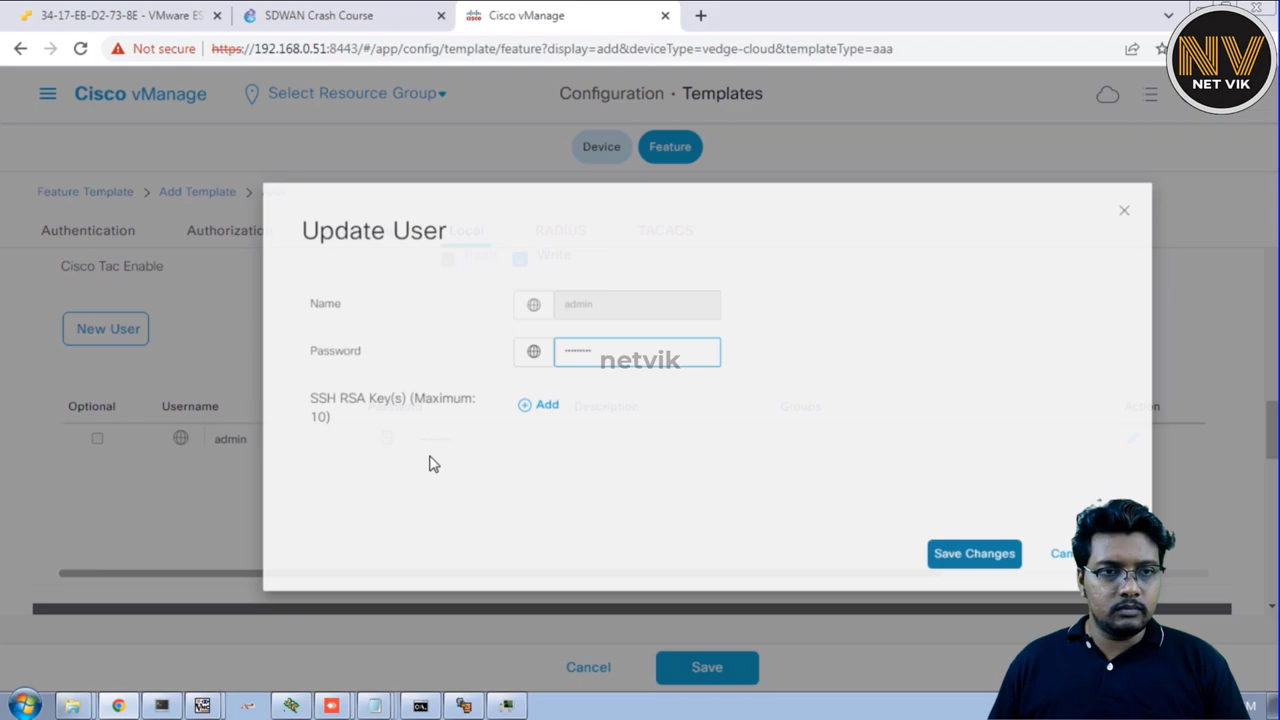 34-17-EB-D2-73-8E - VMware ES
SDWAN Crash Course
Cisco vManage
Not secure
https://192.168.0.51:8443/#/app/config/template/feature?display=add&deviceType=vedge-cloud&templateType=aaa
NV
NET VIK
Cisco vManage
Select Resource Group
Configuration · Templates
Device
Feature
Feature Template > Add Template > AAA
Authentication
Authorization
Local
RADIUS
TACACS
Update User
Write
Cisco Tac Enable
Name
admin
New User
Password
netvik
SSH RSA Key(s) (Maximum:
10)
Add
Optional
Username
Password
Description
Groups
Action
admin
Save Changes
Cancel
Save